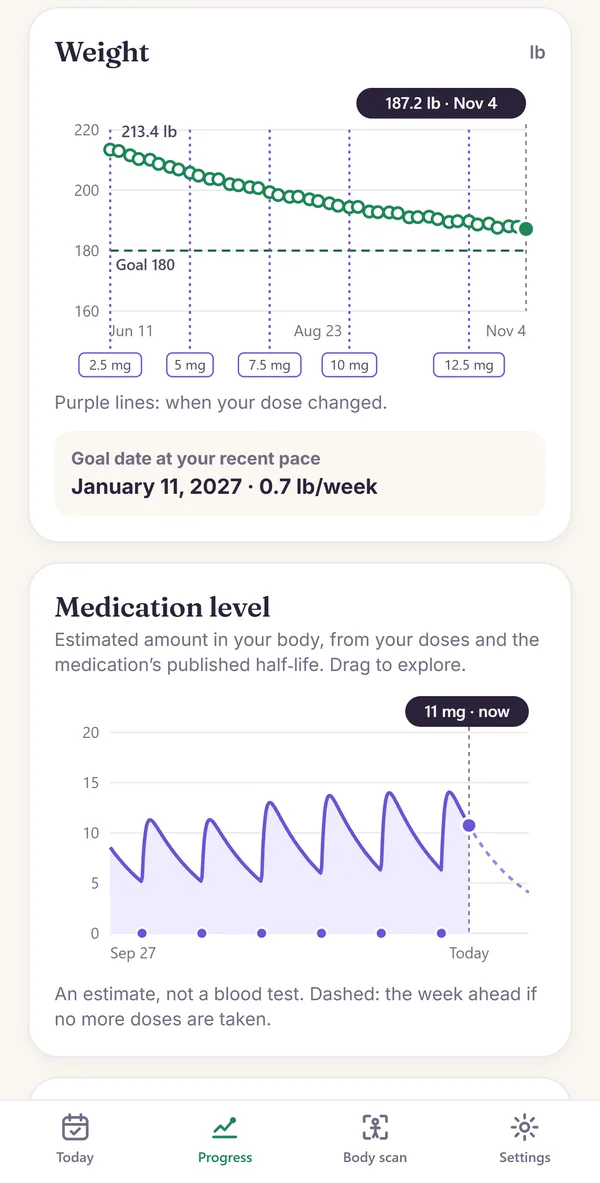 Weight
lb
187.2 lb · Nov 4
220
213.4 lb
200
180
Goal 180
160
Jun 11
Aug 23
Nov 4
2.5 mg
5 mg
7.5 mg
10 mg
12.5 mg
Purple lines: when your dose changed.
Goal date at your recent pace
January 11, 2027 · 0.7 lb/week
Medication level
Estimated amount in your body, from your doses and the
medication’s published half-life. Drag to explore.
11 mg · now
20
15
10
5
0
Sep 27
Today
An estimate, not a blood test. Dashed: the week ahead if
no more doses are taken.
Today
Progress
Body scan
Settings